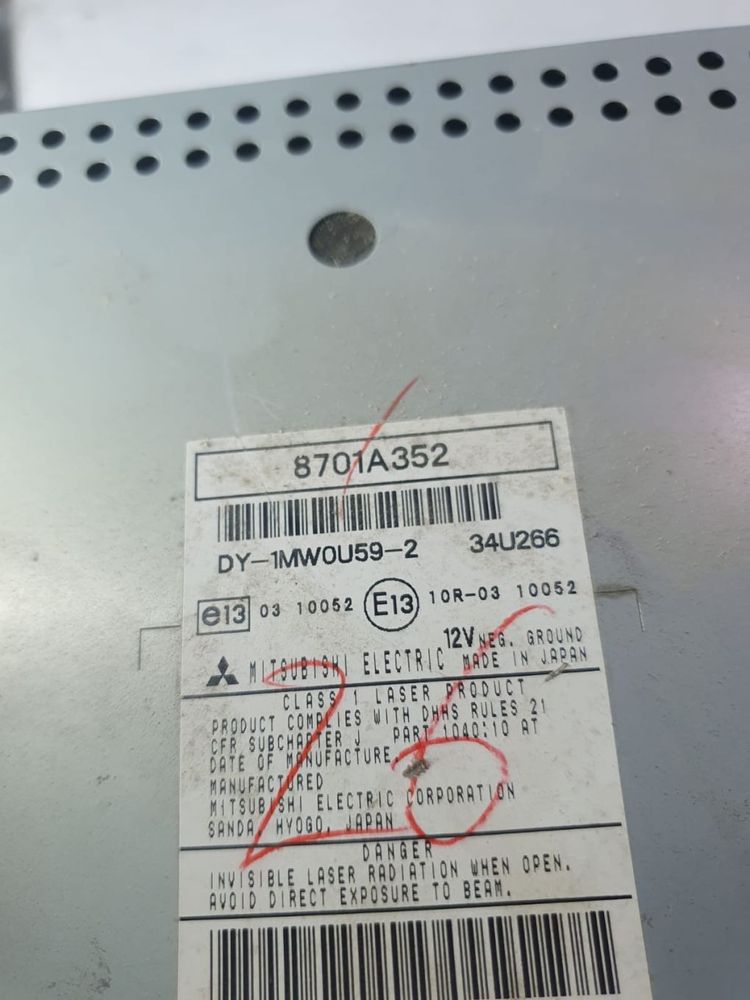 8701A352
DY-1MW0U59-2 34U266
e13 03 10052 E13 10R-03 10052
12V NEG. GROUND
MITSUBISHI ELECTRIC MADE IN JAPAN
CLASS 1 LASER PRODUCT
PRODUCT COMPLIES WITH DHHS RULES 21
CFR SUBCHAPTER J PART 1040:10 AT
DATE OF MANUFACTURE.
MANUFACTURED
MITSUBISHI ELECTRIC CORPORATION
SANDA, HYOGO, JAPAN
26
DANGER
INVISIBLE LASER RADIATION WHEN OPEN.
AVOID DIRECT EXPOSURE TO BEAM.